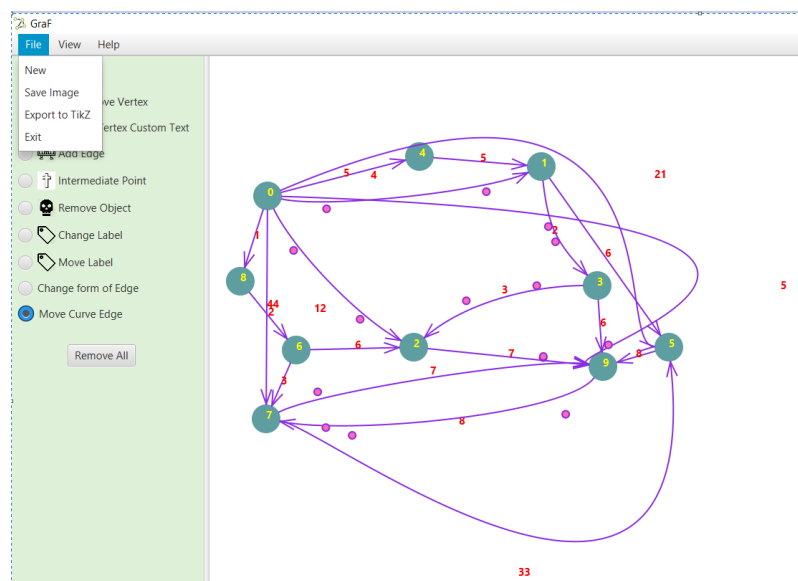 GraF
File View Help
New
Save Image
Export to TikZ
Exit
ve Vertex
ertex Custom Text
Add Edge
Intermediate Point
Remove Object
Change Label
Move Label
Change form of Edge
Move Curve Edge
Remove All
4
5
1
5
4
21
0
1
2
6
8
3
3
5
44
2
12
6
6
6
2
7
9
8
5
7
3
7
8
33